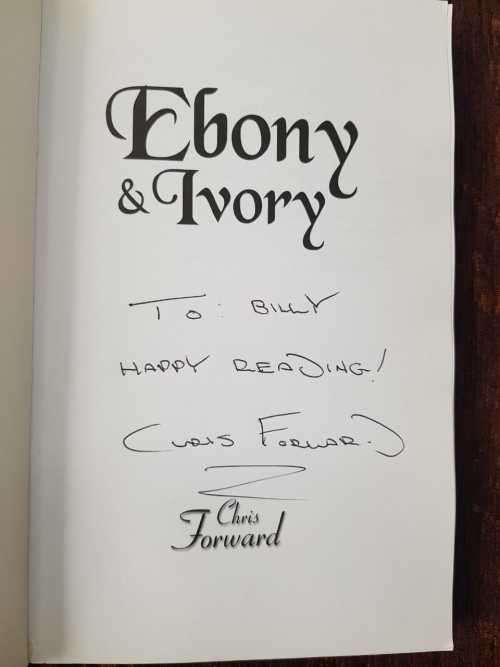 Ebony
& Ivory
TO: BILLY
HAPPY READING!
CHRIS FORWARD
Chris
Forward